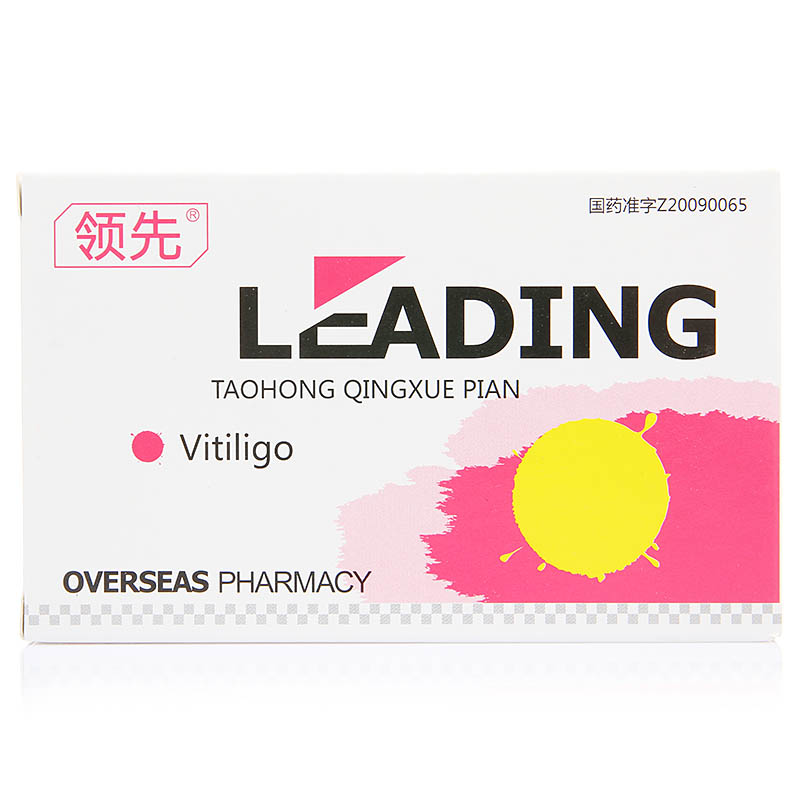 领先®
国药准字Z20090065
LEADING
TAOHONG QINGXUE PIAN
Vitiligo
OVERSEAS PHARMACY